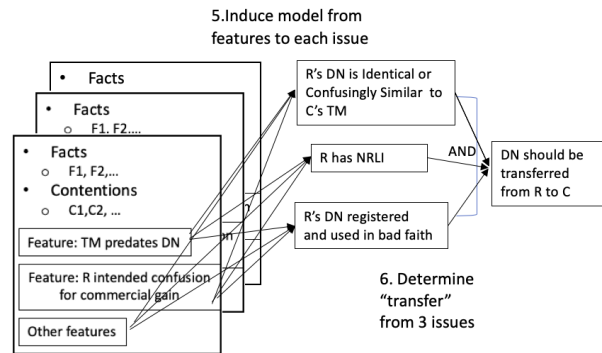 5.Induce model from
features to each issue
• Facts
• Facts
o F1. F2....
• Facts
o F1, F2,...
• Contentions
o C1,C2, ...
Feature: TM predates DN
Feature: R intended confusion
for commercial gain
Other features
R's DN is Identical or
Confusingly Similar to
C's TM
R has NRLI
R's DN registered
and used in bad faith
AND
DN should be
transferred
from R to C
6. Determine
"transfer"
from 3 issues